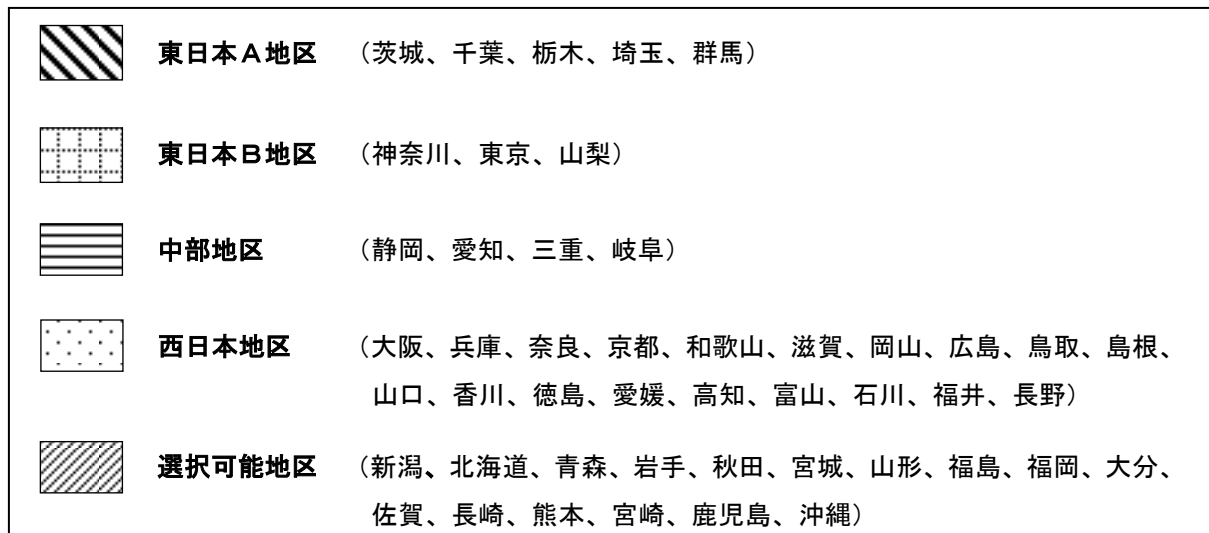 東日本A地区 （茨城、千葉、栃木、埼玉、群馬）
東日本B地区 （神奈川、東京、山梨）
中部地区 （静岡、愛知、三重、岐阜）
西日本地区 （大阪、兵庫、奈良、京都、和歌山、滋賀、岡山、広島、鳥取、島根、
山口、香川、徳島、愛媛、高知、富山、石川、福井、長野）
選択可能地区 （新潟、北海道、青森、岩手、秋田、宮城、山形、福島、福岡、大分、
佐賀、長崎、熊本、宮崎、鹿児島、沖縄）